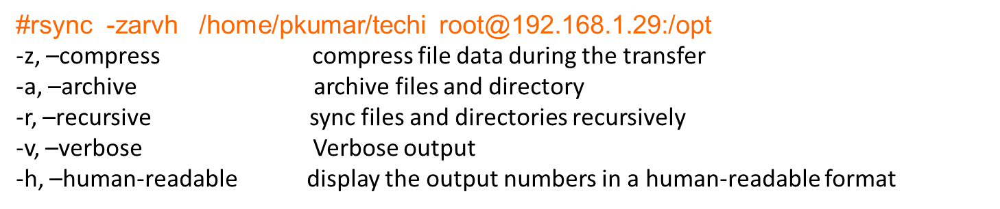 #rsync -zarvh /home/pkumar/techi root@192.168.1.29:/opt
-z, –compress compress file data during the transfer
-a, –archive archive files and directory
-r, –recursive sync files and directories recursively
-v, –verbose Verbose output
-h, –human-readable display the output numbers in a human-readable format